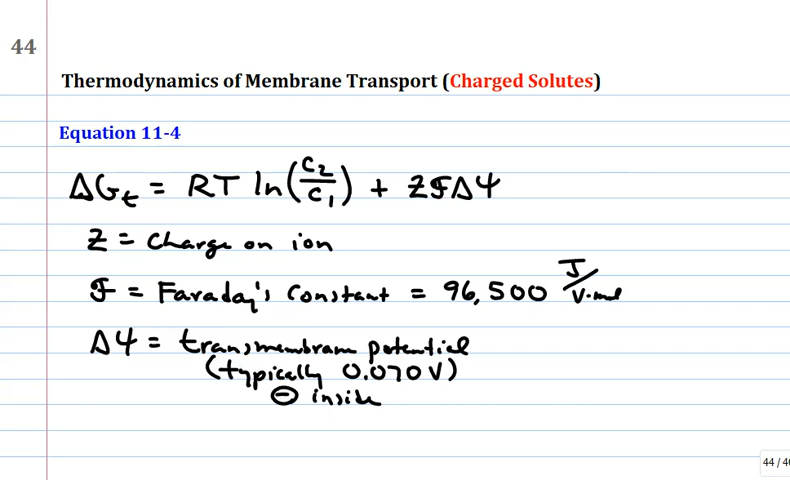 44
Thermodynamics of Membrane Transport (Charged Solutes)
Equation 11-4
ΔGt = RT ln(C2/C1) + ZFΔΨ
Z = Charge on ion
F = Faraday's Constant = 96,500 J/V·mol
ΔΨ = transmembrane potential
(typically 0.070 V)
⊖ inside
44 / 46